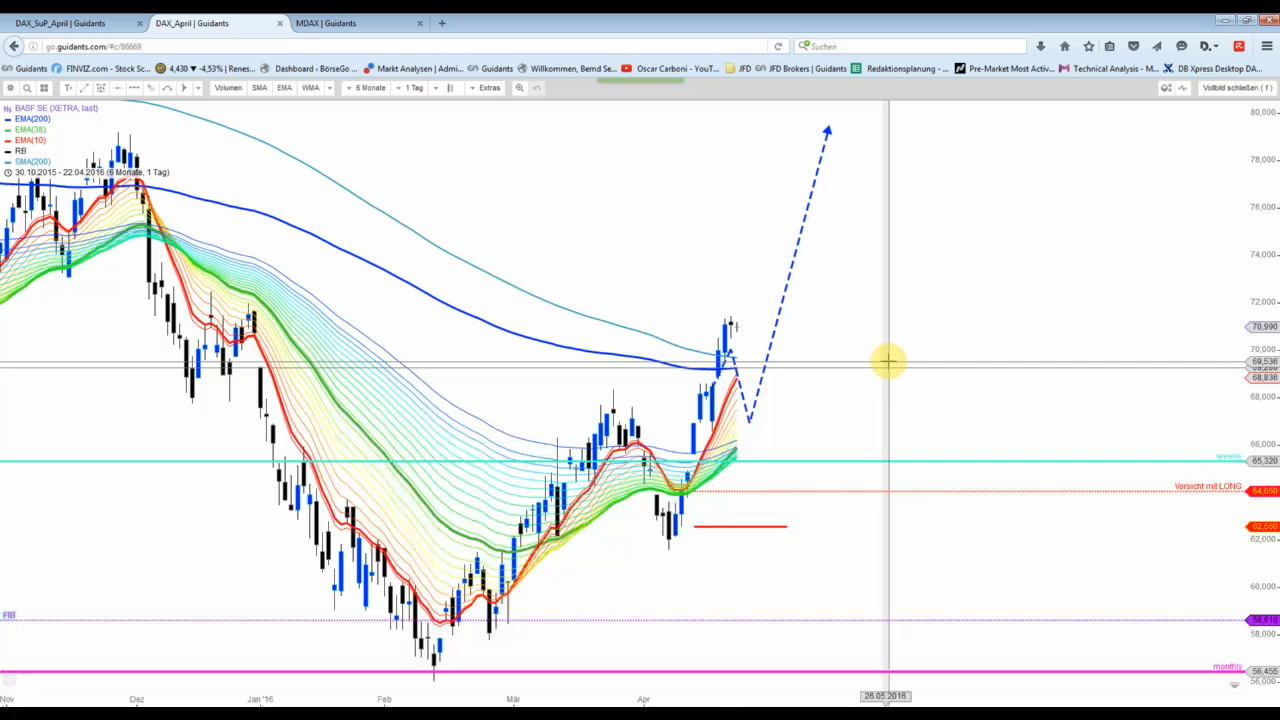 DAX_SuP_April | Guidants × DAX_April | Guidants × MDAX | Guidants × +
go.guidants.com/#c/86669 Suchen
Guidants FINVIZ.com - Stock Sc... 4,430 ▼ -4,53% | Renes... Dashboard - BörseGo ... Markt Analysen | Admi... Guidants Willkommen, Bernd Se... Oscar Carboni - YouT... JFD JFD Brokers | Guidants Redaktionsplanung -... Pre-Market Most Activ... Technical Analysis - M... DB Xpress Desktop DA...
Volumen SMA EMA WMA 6 Monate 1 Tag Extras Vollbild schließen ( f )
BASF SE (XETRA, last)
EMA(200)
EMA(38)
EMA(10)
RB
SMA(200)
30.10.2015 - 22.04.2016 (6 Monate, 1 Tag)
80,000
78,000
76,000
74,000
72,000
70,990
70,000
69,536
68,836
68,000
66,000
weekly
65,320
Vorsicht mit LONG
64,050
62,560
62,000
60,000
FIB
58,610
58,000
monthly
56,455
56,000
Nov Dez Jan '16 Feb Mär Apr 26.05.2016